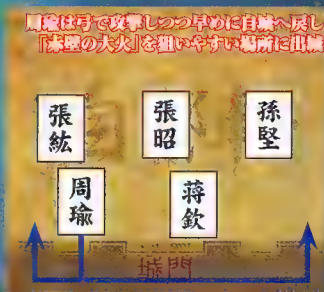 周瑜は弓で攻撃しつつ早めに自城へ戻し
「赤壁の大火」を狙いやすい場所に出城
張紘
張昭
孫堅
周瑜
蒋欽
城門